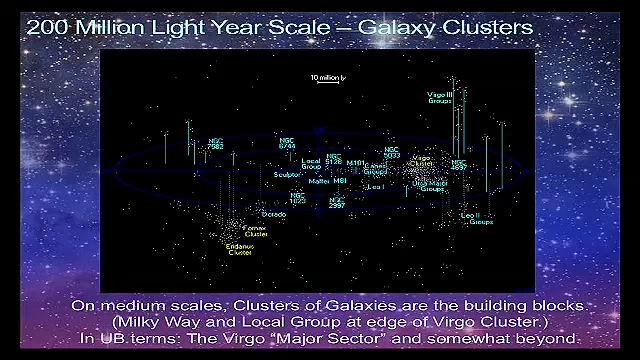 200 Million Light Year Scale – Galaxy Clusters
10 million ly
Virgo III
Groups
NGC
7582
NGC
6744
NGC
5128
M101
NGC
5033
Virgo
Cluster
NGC
4697
Local
Group
Canes
Groups
Sculptor
Maffei
M81
Leo I
Ursa Major
Groups
NGC
1023
NGC
2997
Leo II
Groups
Dorado
Fornax
Cluster
Eridanus
Cluster
On medium scales, Clusters of Galaxies are the building blocks.
(Milky Way and Local Group at edge of Virgo Cluster.)
In UB terms: The Virgo "Major Sector" and somewhat beyond.